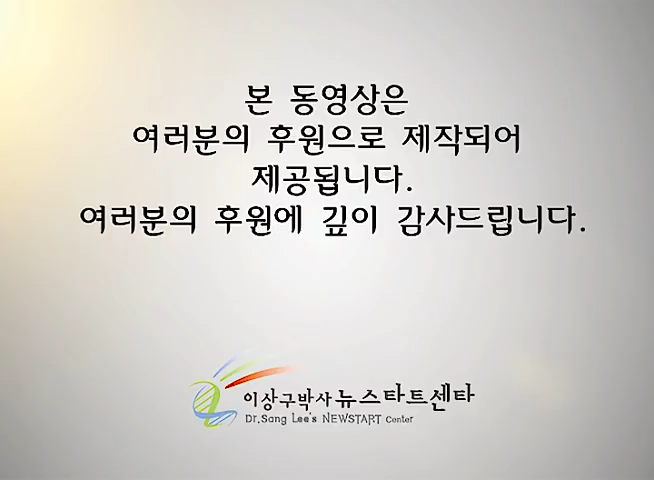 본 동영상은
여러분의 후원으로 제작되어
제공됩니다.
여러분의 후원에 깊이 감사드립니다.
이상구박사 뉴스타트센타
Dr.Sang Lee's NEWSTART Center